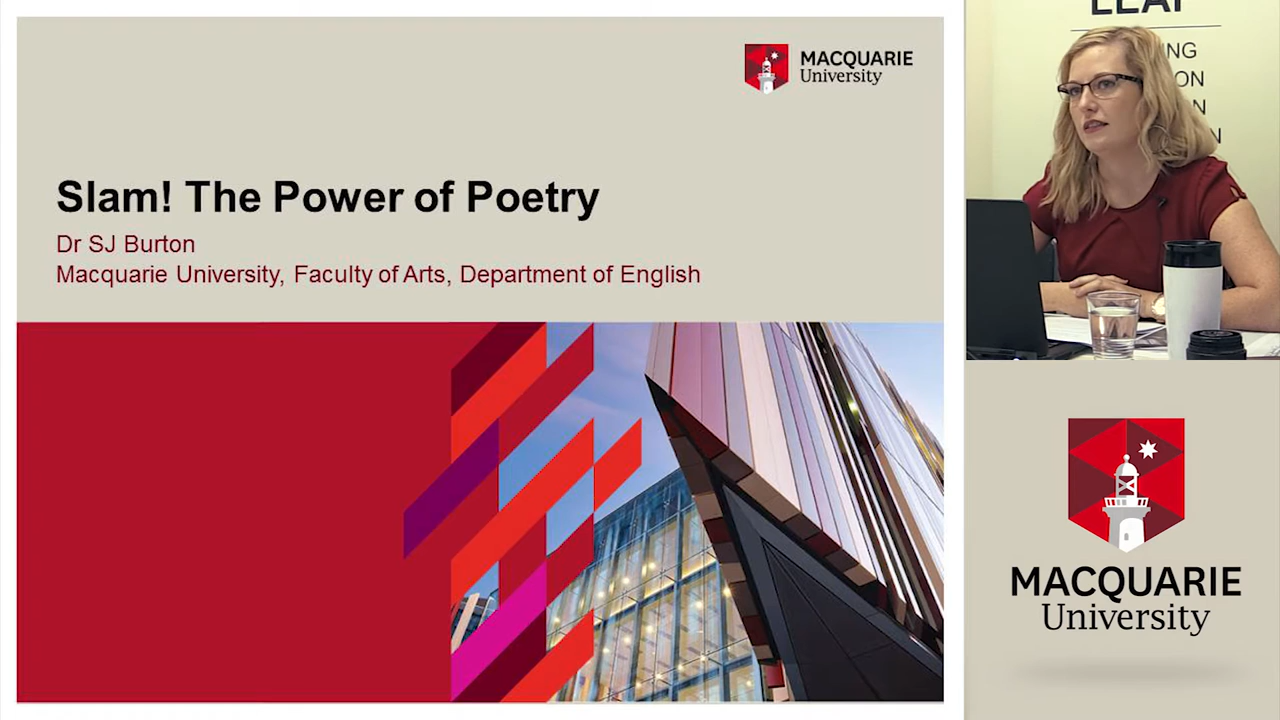 MACQUARIE
University
Slam! The Power of Poetry
Dr SJ Burton
Macquarie University, Faculty of Arts, Department of English
MACQUARIE
University